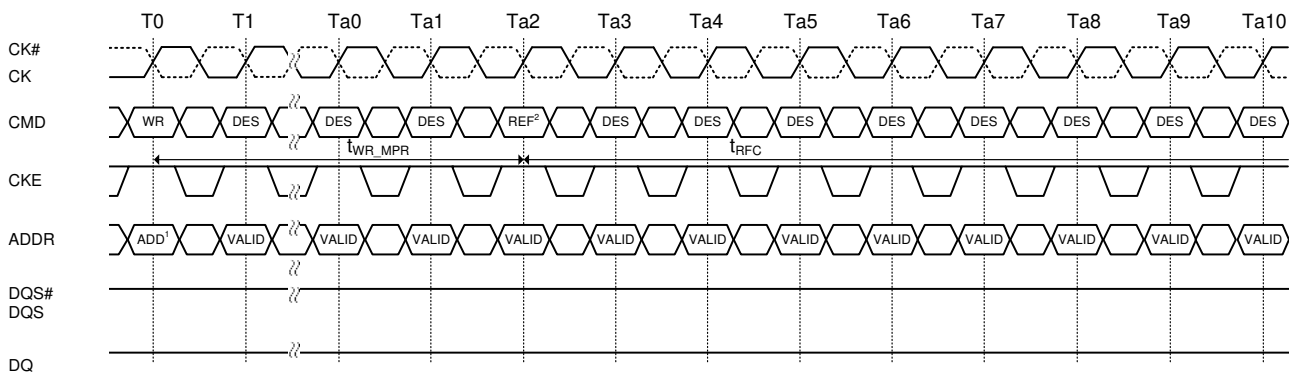 T0 T1 Ta0 Ta1 Ta2 Ta3 Ta4 Ta5 Ta6 Ta7 Ta8 Ta9 Ta10
CK#
CK
CMD WR DES DES DES REF² DES DES DES DES DES DES DES DES
tWR_MPR tRFC
CKE
ADDR ADD¹ VALID VALID VALID VALID VALID VALID VALID VALID VALID VALID VALID VALID
DQS#
DQS
DQ